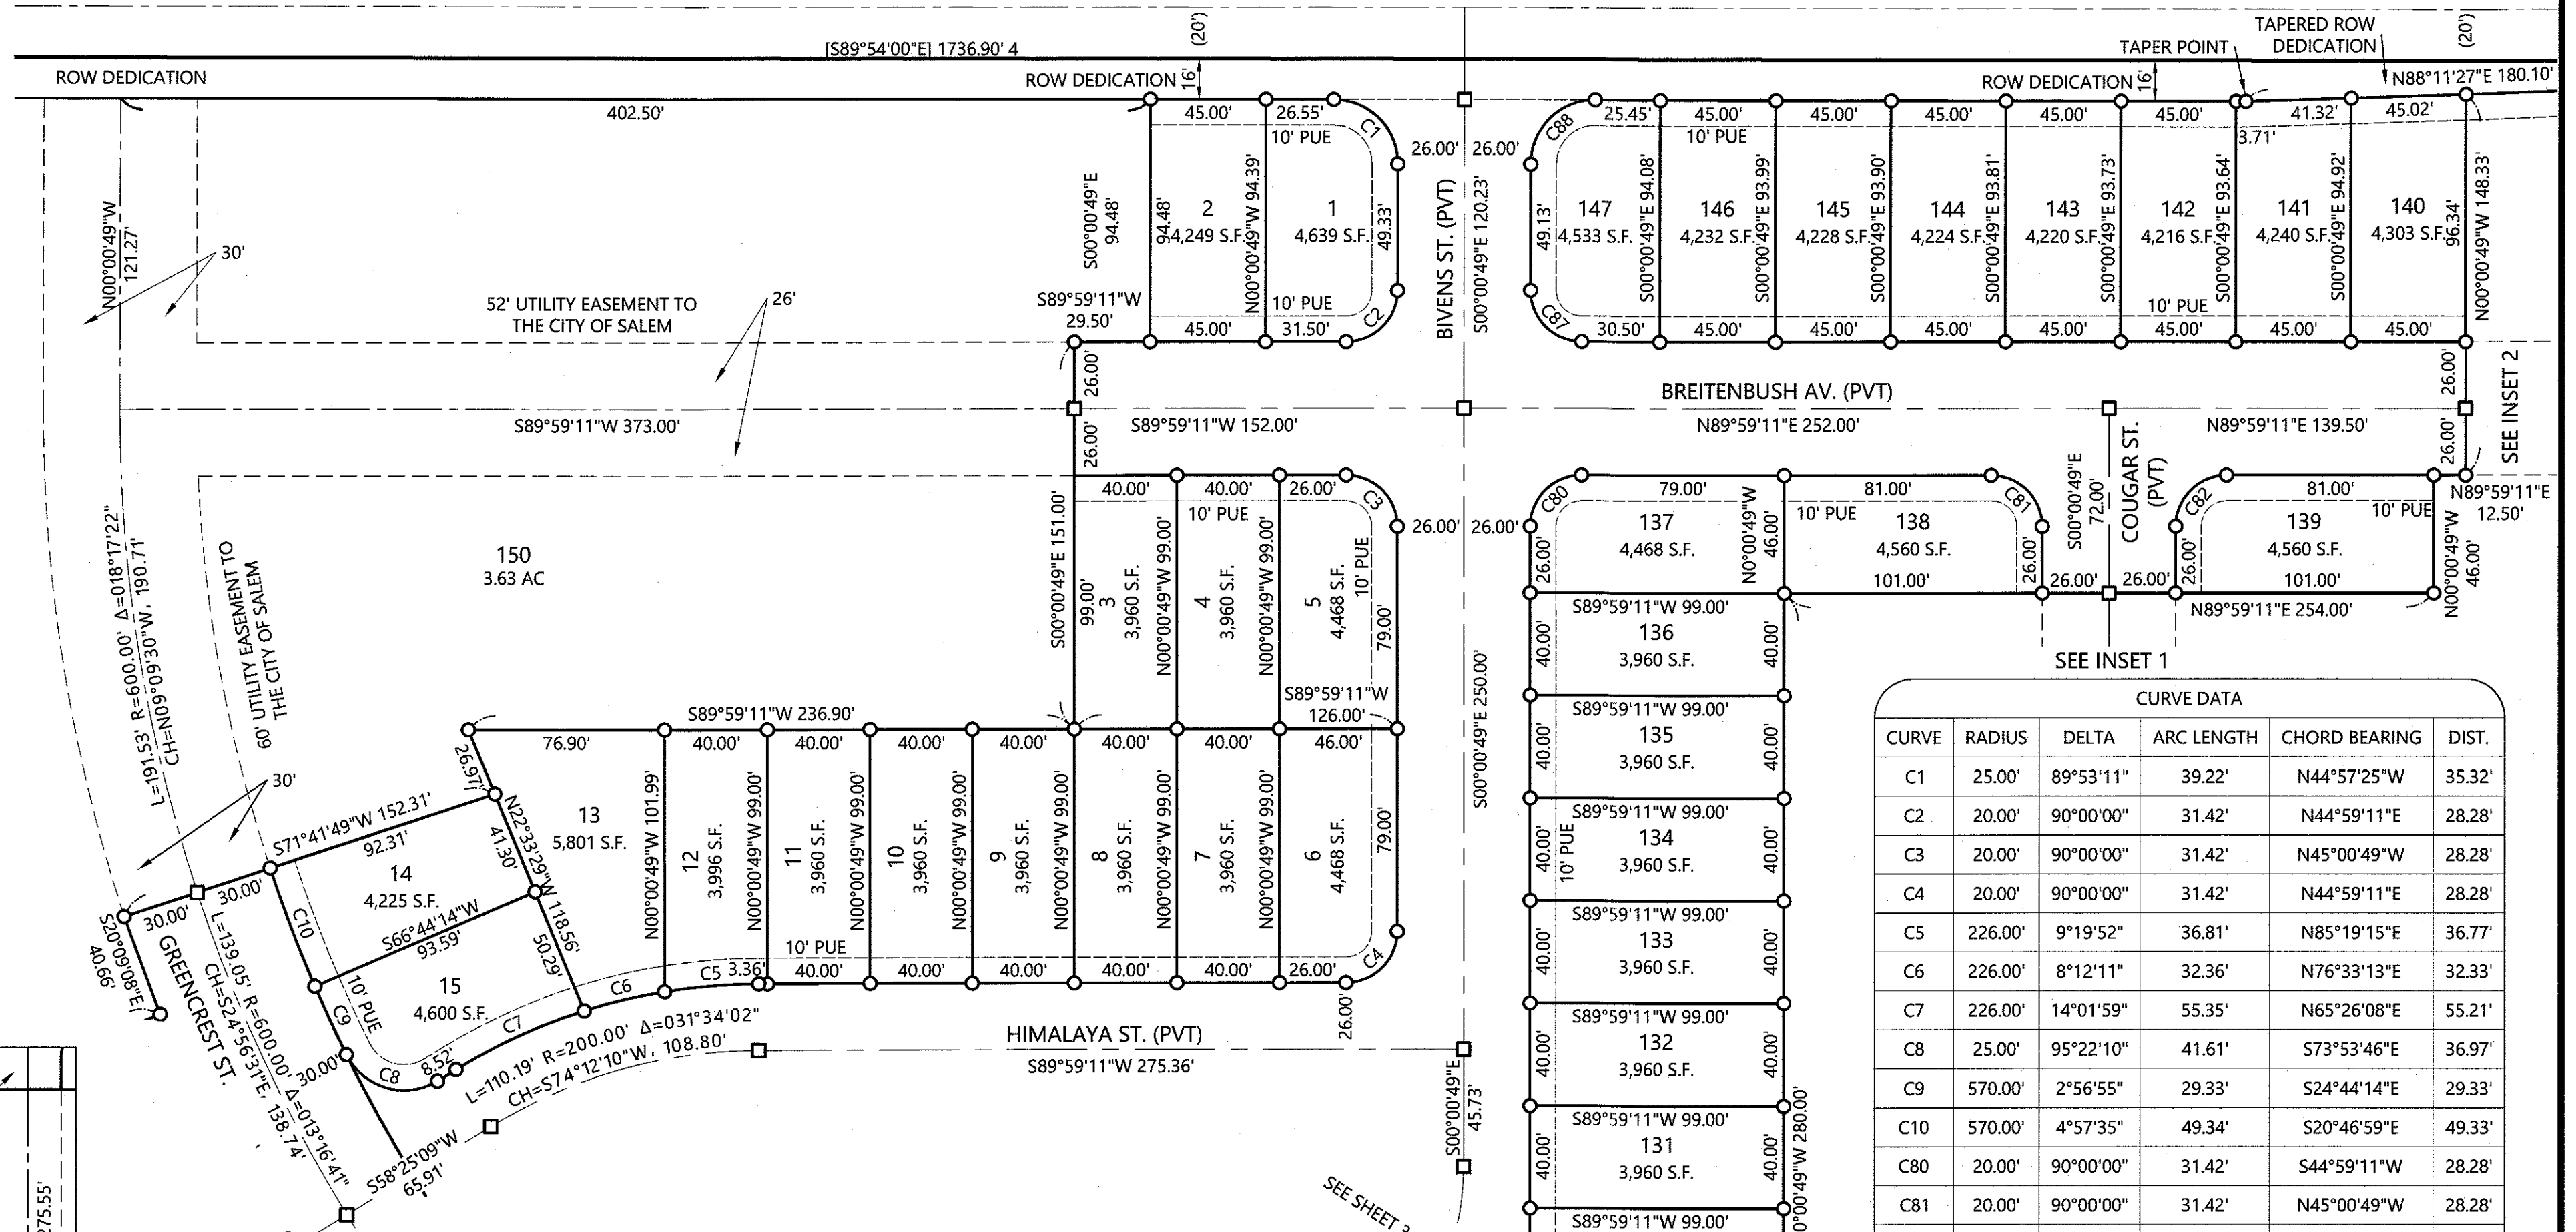 (20')
TAPERED ROW
DEDICATION
(20')
TAPER POINT
[S89°54'00"E] 1736.90' 4
ROW DEDICATION
ROW DEDICATION
16'
ROW DEDICATION
16'
N88°11'27"E 180.10'
402.50'
45.00'
26.55'
C1
10' PUE
26.00'
26.00'
C88
25.45'
45.00'
45.00'
45.00'
45.00'
45.00'
41.32'
45.02'
3.71'
10' PUE
N00°00'49"W
121.27'
30'
S00°00'49"E
94.48'
94.48'
2
4,249 S.F.
N00°00'49"W 94.39'
1
4,639 S.F.
49.33'
BIVENS ST. (PVT)
S00°00'49"E 120.23'
49.13'
147
4,533 S.F.
S00°00'49"E 94.08'
146
4,232 S.F.
S00°00'49"E 93.99'
145
4,228 S.F.
S00°00'49"E 93.90'
144
4,224 S.F.
S00°00'49"E 93.81'
143
4,220 S.F.
S00°00'49"E 93.73'
142
4,216 S.F.
S00°00'49"E 93.64'
141
4,240 S.F.
S00°00'49"E 94.92'
140
4,303 S.F.
96.34'
N00°00'49"W 148.33'
52' UTILITY EASEMENT TO
THE CITY OF SALEM
26'
S89°59'11"W
29.50'
10' PUE
45.00'
31.50'
C2
C87
30.50'
45.00'
45.00'
45.00'
45.00'
10' PUE
45.00'
45.00'
45.00'
26.00'
26.00'
SEE INSET 2
BREITENBUSH AV. (PVT)
S89°59'11"W 373.00'
S89°59'11"W 152.00'
N89°59'11"E 252.00'
N89°59'11"E 139.50'
26.00'
26.00'
40.00'
40.00'
26.00'
C3
10' PUE
26.00'
26.00'
C80
79.00'
81.00'
C81
S00°00'49"E
72.00'
COUGAR ST.
(PVT)
C82
81.00'
N89°59'11"E
12.50'
137
4,468 S.F.
N0°00'49"W
46.00'
10' PUE
138
4,560 S.F.
139
4,560 S.F.
10' PUE
N00°00'49"W
46.00'
26.00'
101.00'
26.00'
26.00'
26.00'
26.00'
101.00'
N89°59'11"E 254.00'
SEE INSET 1
150
3.63 AC
L=191.53' R=600.00' Δ=018°17'22"
CH=N09°09'30"W, 190.71'
60' UTILITY EASEMENT TO
THE CITY OF SALEM
S00°00'49"E 151.00'
99.00'
3
3,960 S.F.
N00°00'49"W 99.00'
4
3,960 S.F.
N00°00'49"W 99.00'
5
4,468 S.F.
10' PUE
79.00'
S00°00'49"E 250.00'
S89°59'11"W
126.00'
S89°59'11"W 236.90'
76.90'
40.00'
40.00'
40.00'
40.00'
40.00'
40.00'
46.00'
26.97'
30'
N22°33'29"W 118.56'
41.30'
50.29'
13
5,801 S.F.
N00°00'49"W 101.99'
12
3,996 S.F.
N00°00'49"W 99.00'
11
3,960 S.F.
N00°00'49"W 99.00'
10
3,960 S.F.
N00°00'49"W 99.00'
9
3,960 S.F.
N00°00'49"W 99.00'
8
3,960 S.F.
N00°00'49"W 99.00'
7
3,960 S.F.
N00°00'49"W 99.00'
6
4,468 S.F.
79.00'
S71°41'49"W 152.31'
92.31'
14
4,225 S.F.
30.00'
30.00'
C10
S66°44'14"W
93.59'
15
4,600 S.F.
10' PUE
C9
S20°09'08"E
40.66'
GREENCREST ST.
L=139.05' R=600.00' Δ=013°16'41"
CH=S24°56'31"E, 138.74'
30.00'
C8
8.52'
C7
C6
C5
3.36'
10' PUE
40.00'
40.00'
40.00'
40.00'
26.00'
C4
26.00'
L=110.19' R=200.00' Δ=031°34'02"
CH=S74°12'10"W, 108.80'
HIMALAYA ST. (PVT)
S89°59'11"W 275.36'
S00°00'49"E
45.73'
S58°25'09"W
65.91'
275.55'
SEE SHEET 3
S89°59'11"W 99.00'
40.00'
136
3,960 S.F.
40.00'
S89°59'11"W 99.00'
40.00'
135
3,960 S.F.
40.00'
S89°59'11"W 99.00'
40.00'
10' PUE
134
3,960 S.F.
40.00'
S89°59'11"W 99.00'
40.00'
133
3,960 S.F.
40.00'
S89°59'11"W 99.00'
40.00'
132
3,960 S.F.
40.00'
S89°59'11"W 99.00'
40.00'
131
3,960 S.F.
40.00'
S89°59'11"W 99.00'
0°00'49"W 280.00'
CURVE DATA
CURVE RADIUS DELTA ARC LENGTH CHORD BEARING DIST.
C1 25.00' 89°53'11" 39.22' N44°57'25"W 35.32'
C2 20.00' 90°00'00" 31.42' N44°59'11"E 28.28'
C3 20.00' 90°00'00" 31.42' N45°00'49"W 28.28'
C4 20.00' 90°00'00" 31.42' N44°59'11"E 28.28'
C5 226.00' 9°19'52" 36.81' N85°19'15"E 36.77'
C6 226.00' 8°12'11" 32.36' N76°33'13"E 32.33'
C7 226.00' 14°01'59" 55.35' N65°26'08"E 55.21'
C8 25.00' 95°22'10" 41.61' S73°53'46"E 36.97'
C9 570.00' 2°56'55" 29.33' S24°44'14"E 29.33'
C10 570.00' 4°57'35" 49.34' S20°46'59"E 49.33'
C80 20.00' 90°00'00" 31.42' S44°59'11"W 28.28'
C81 20.00' 90°00'00" 31.42' N45°00'49"W 28.28'